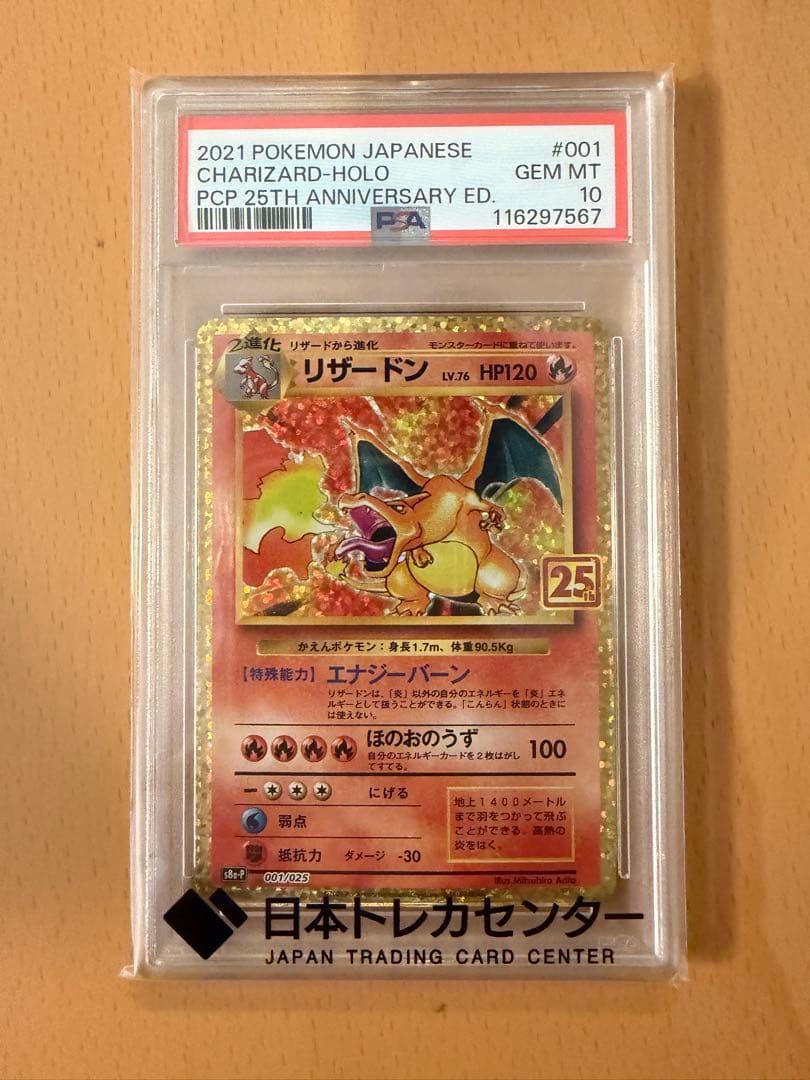 2021 POKEMON JAPANESE #001
CHARIZARD-HOLO GEM MT
PCP 25TH ANNIVERSARY ED. 10
PSA 116297567
2進化 リザードから進化 モンスターカードに重ねて使います。
リザードン LV.76 HP120
25th
かえんポケモン：身長1.7m、体重90.5Kg
【特殊能力】エナジーバーン
リザードンは、「炎」以外の自分のエネルギーを「炎」エネ
ルギーとして扱うことができる。「こんらん」状態のときに
は使えない。
ほのおのうず 100
自分のエネルギーカードを2枚はがし
てすてる。
ー にげる
弱点
抵抗力 ダメージ -30
地上1400メートル
まで羽をつかって飛ぶ
ことができる。高熱の
炎をはく。
s8a-P 001/025 Illus.Mitsuhiro Arita
日本トレカセンター
JAPAN TRADING CARD CENTER